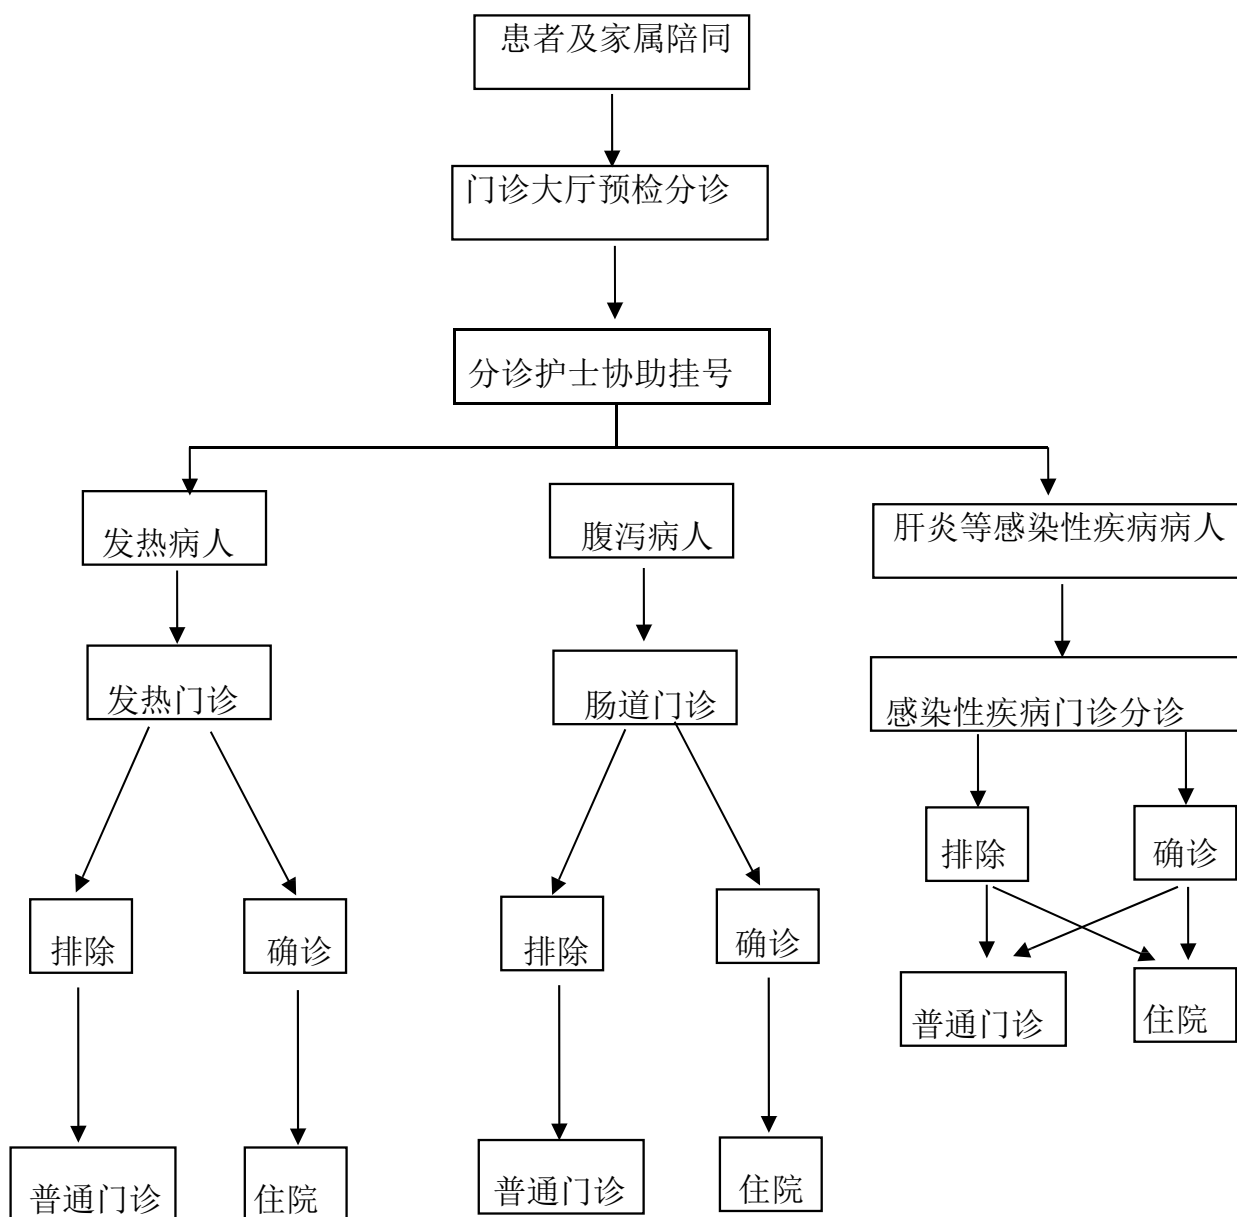 患者及家属陪同
门诊大厅预检分诊
分诊护士协助挂号
发热病人
腹泻病人
肝炎等感染性疾病病人
发热门诊
肠道门诊
感染性疾病门诊分诊
排除
确诊
排除
确诊
排除
确诊
普通门诊
住院
普通门诊
住院
普通门诊
住院